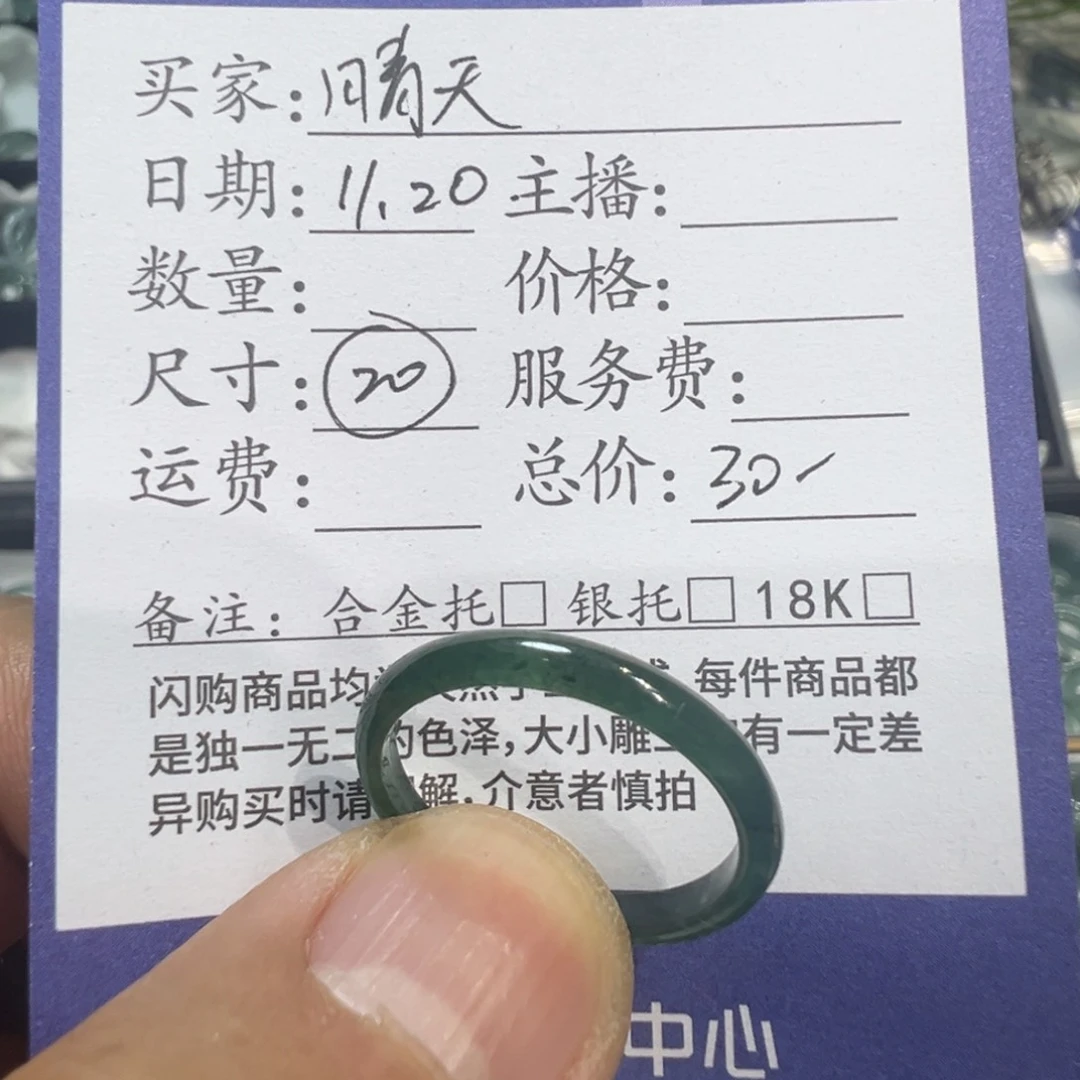 买家:晴天
日期:11.20 主播:
数量: 价格:
尺寸:20 服务费:
运费: 总价:30
备注: 合金托□ 银托□ 18K□
闪购商品均 每件商品都
是独一无二的色泽,大小雕 有一定差
异购买时请 解,介意者慎拍
中心